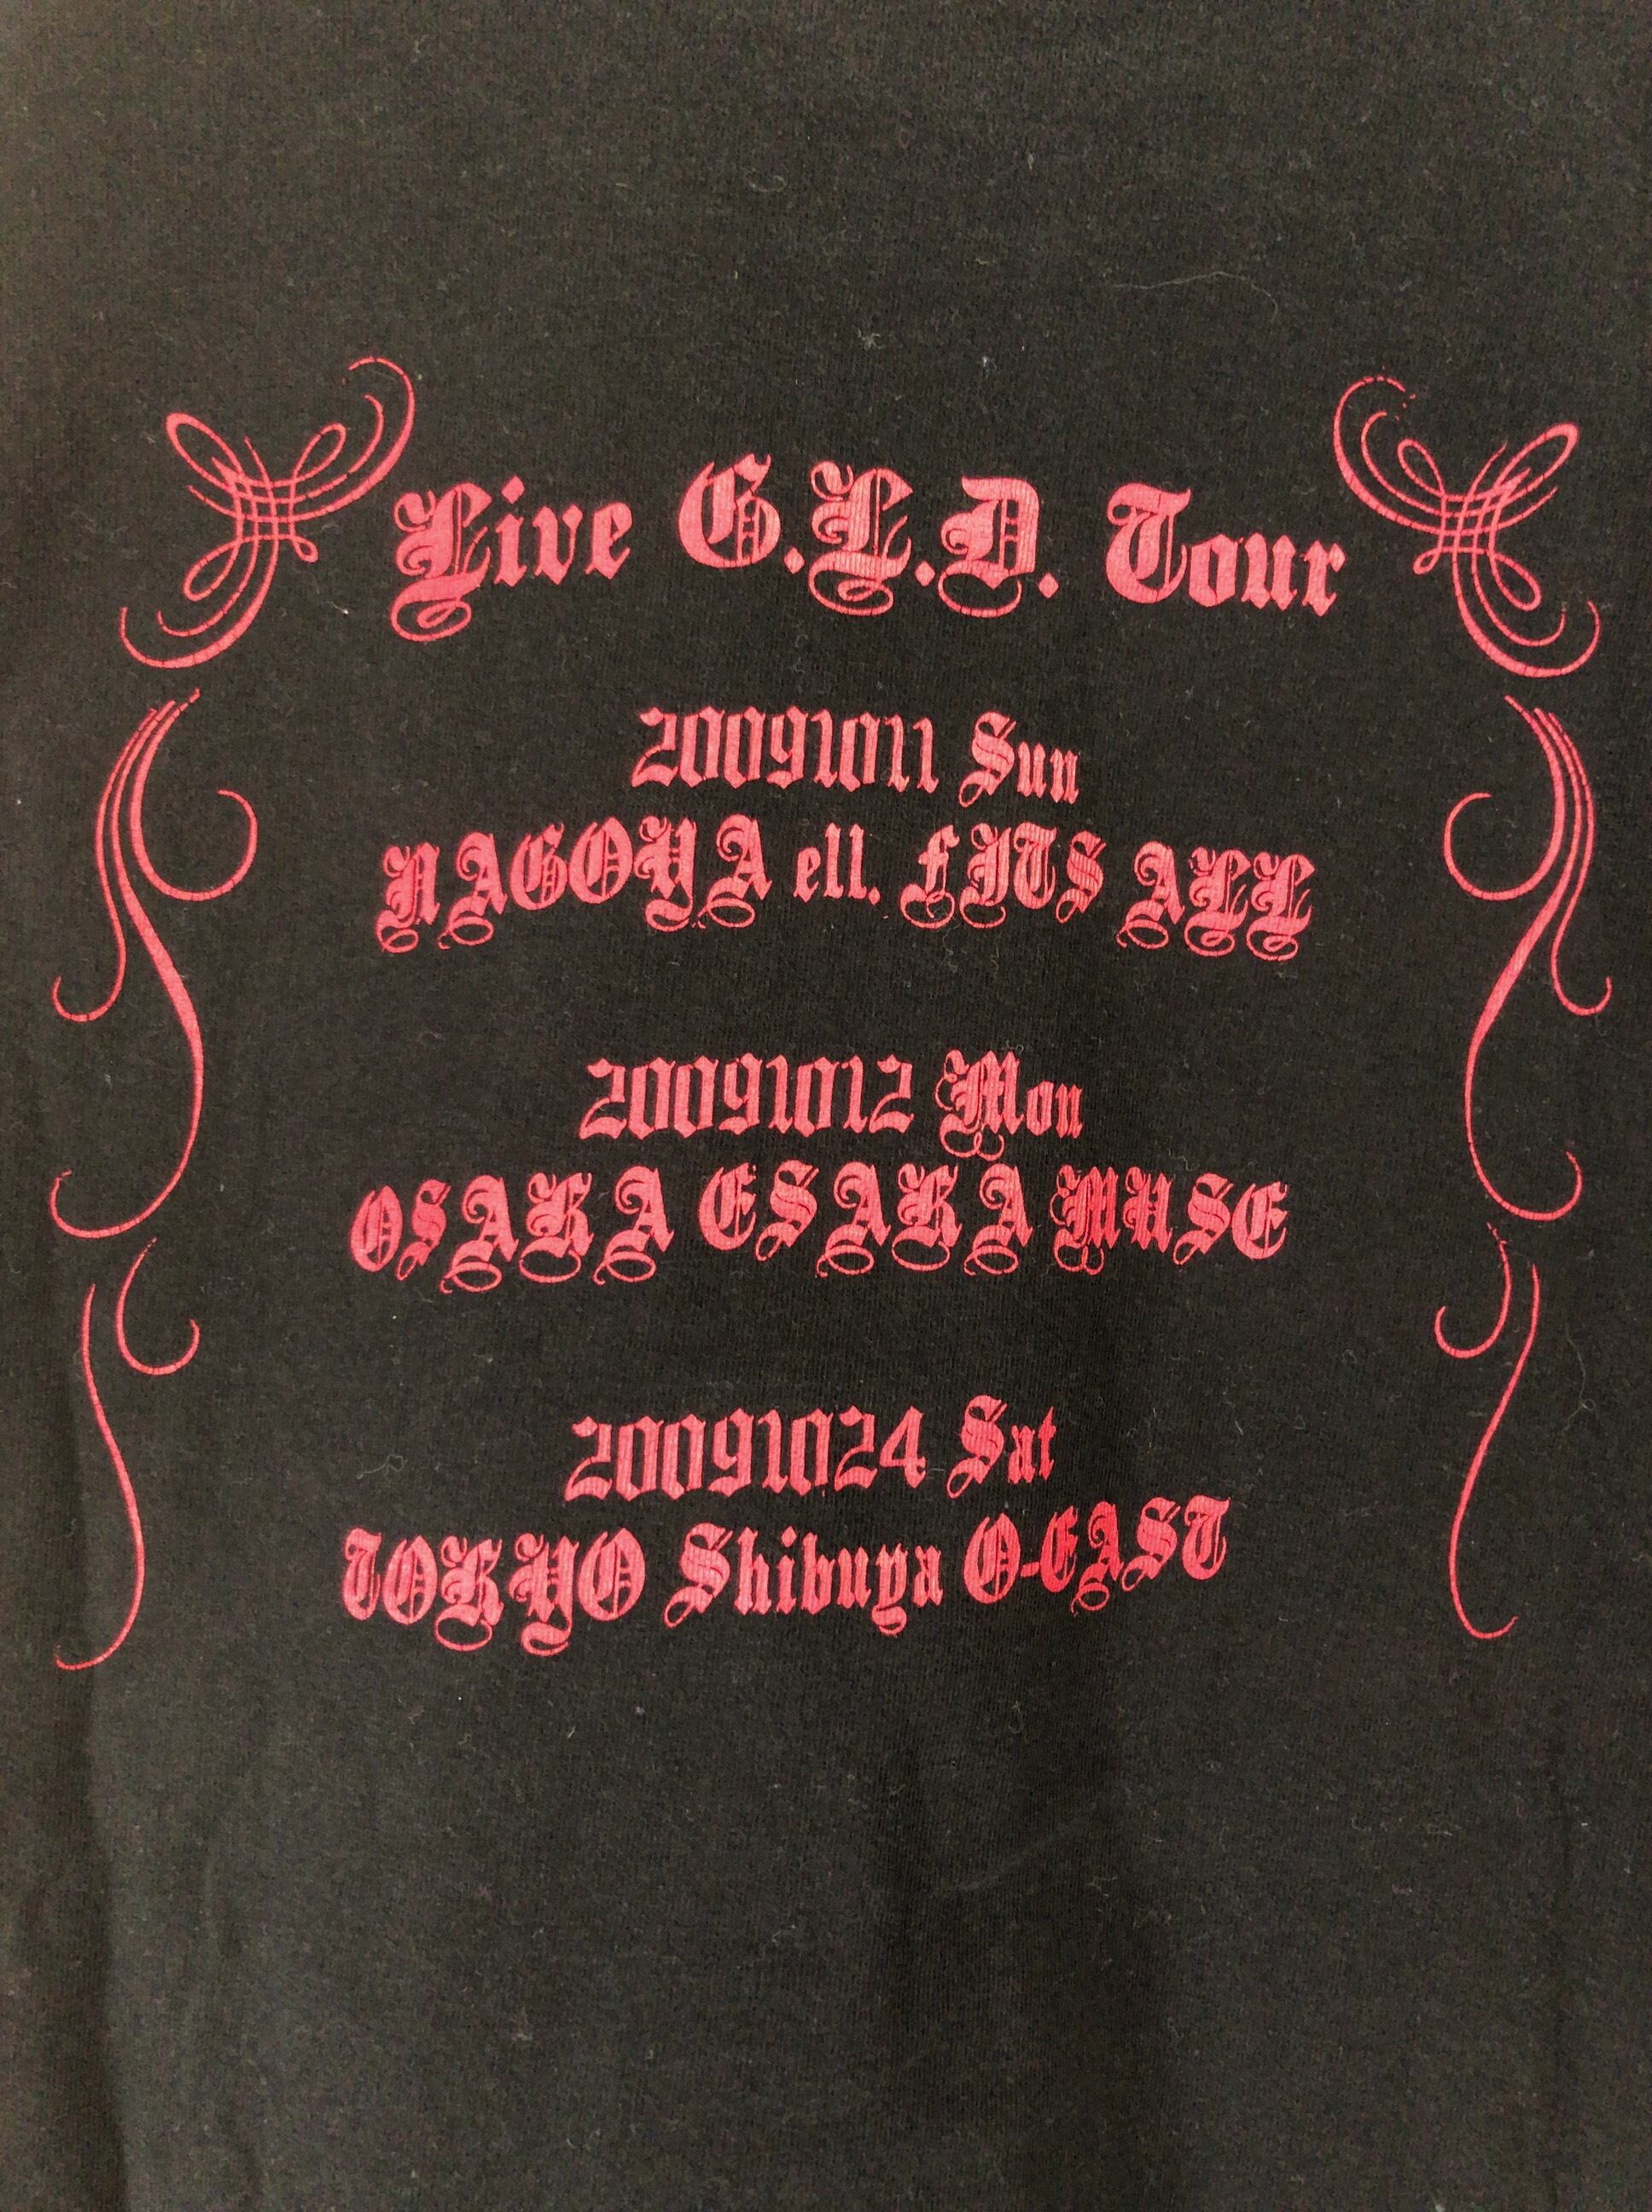 Live G.L.D. Tour
20091011 Sun
NAGOYA ell. FITS ALL
20091012 Mon
OSAKA ESAKA MUSE
20091024 Sat
TOKYO Shibuya O-EAST